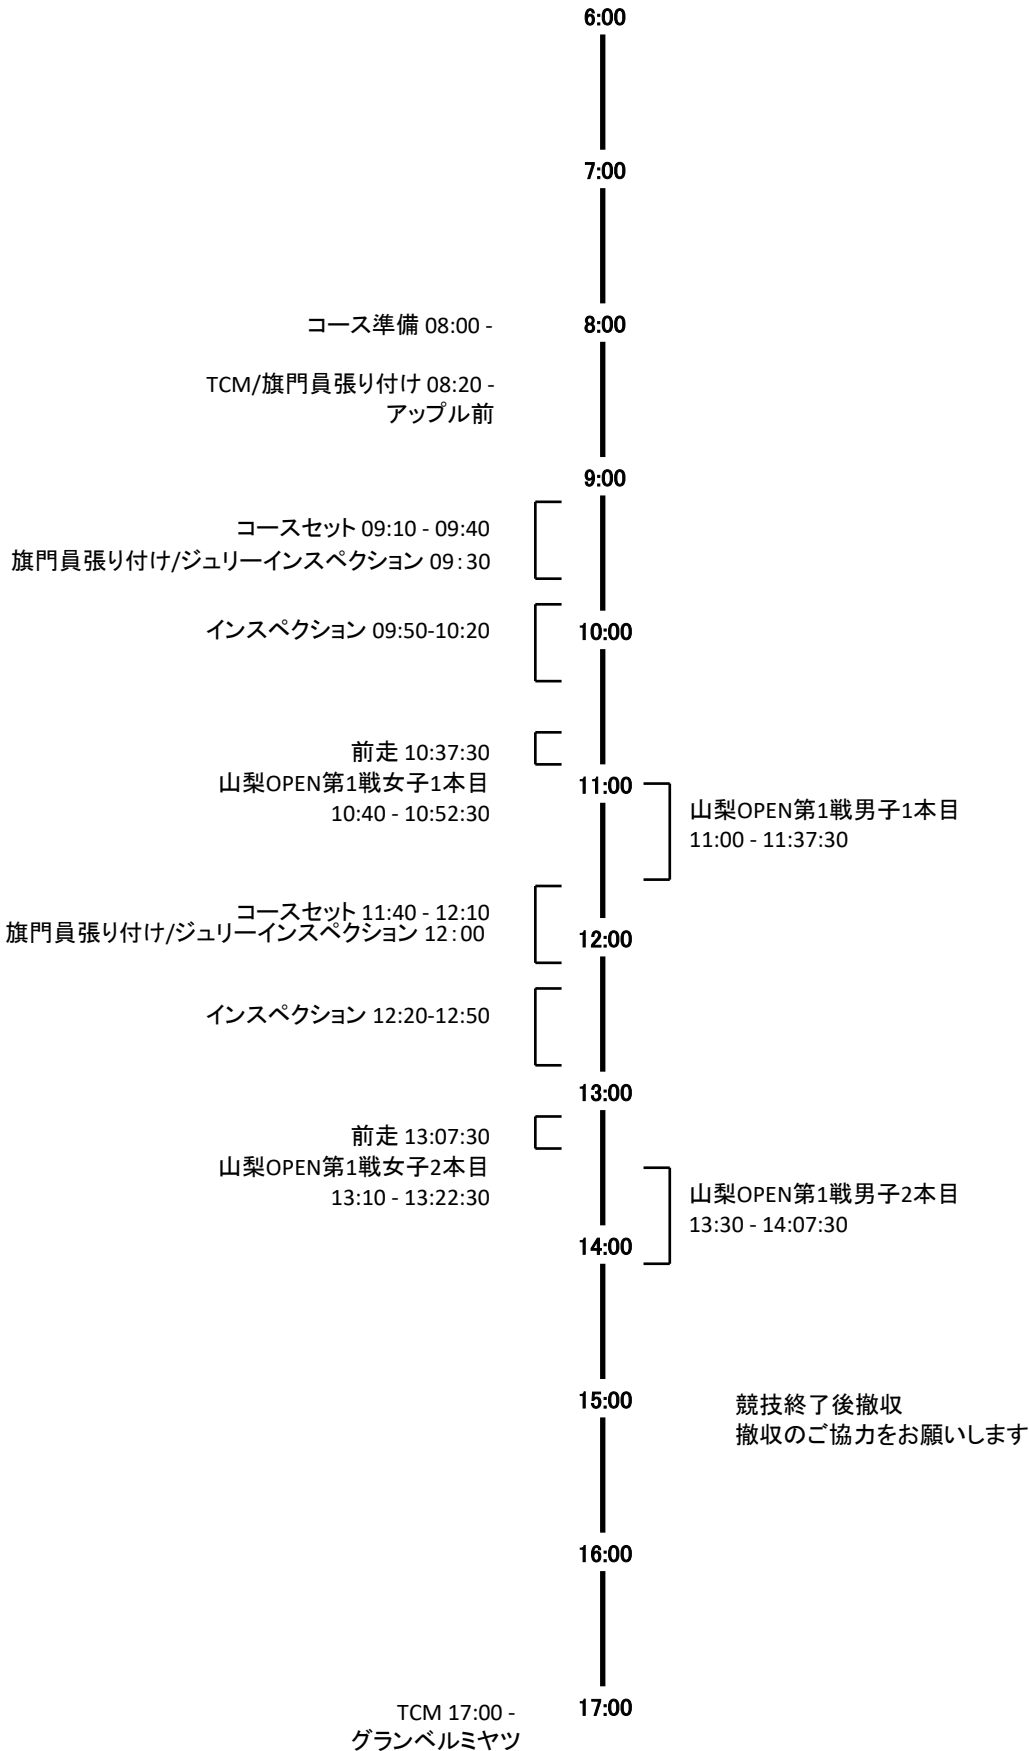 6:00
7:00
コース準備 08:00 -
8:00
TCM/旗門員張り付け 08:20 -
アップル前
9:00
コースセット 09:10 - 09:40
旗門員張り付け/ジュリーインスペクション 09：30
インスペクション 09:50-10:20
10:00
前走 10:37:30
山梨OPEN第1戦女子1本目
10:40 - 10:52:30
11:00
山梨OPEN第1戦男子1本目
11:00 - 11:37:30
コースセット 11:40 - 12:10
旗門員張り付け/ジュリーインスペクション 12：00
12:00
インスペクション 12:20-12:50
13:00
前走 13:07:30
山梨OPEN第1戦女子2本目
13:10 - 13:22:30
山梨OPEN第1戦男子2本目
13:30 - 14:07:30
14:00
15:00
競技終了後撤収
撤収のご協力をお願いします
16:00
TCM 17:00 -
グランベルミヤツ
17:00